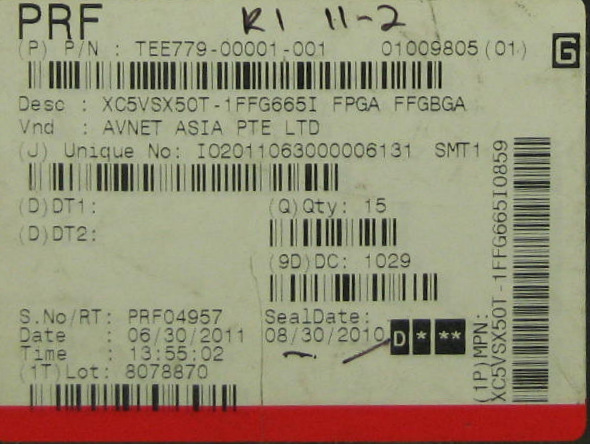 PRF R1 11-2
(P) P/N : TEE779-00001-001 01009805(01) G
Desc : XC5VSX50T-1FFG665I FPGA FFGBGA
Vnd : AVNET ASIA PTE LTD
(J) Unique No: IO2011063000006131 SMT1
(D)DT1: (Q)Qty: 15
(D)DT2:
(9D)DC: 1029
S.No/RT: PRF04957 SealDate:
Date : 06/30/2011 08/30/2010 D * **
Time : 13:55:02
(1T)Lot: 8078870
(1P)MPN:
XC5VSX50T-1FFG665I0859